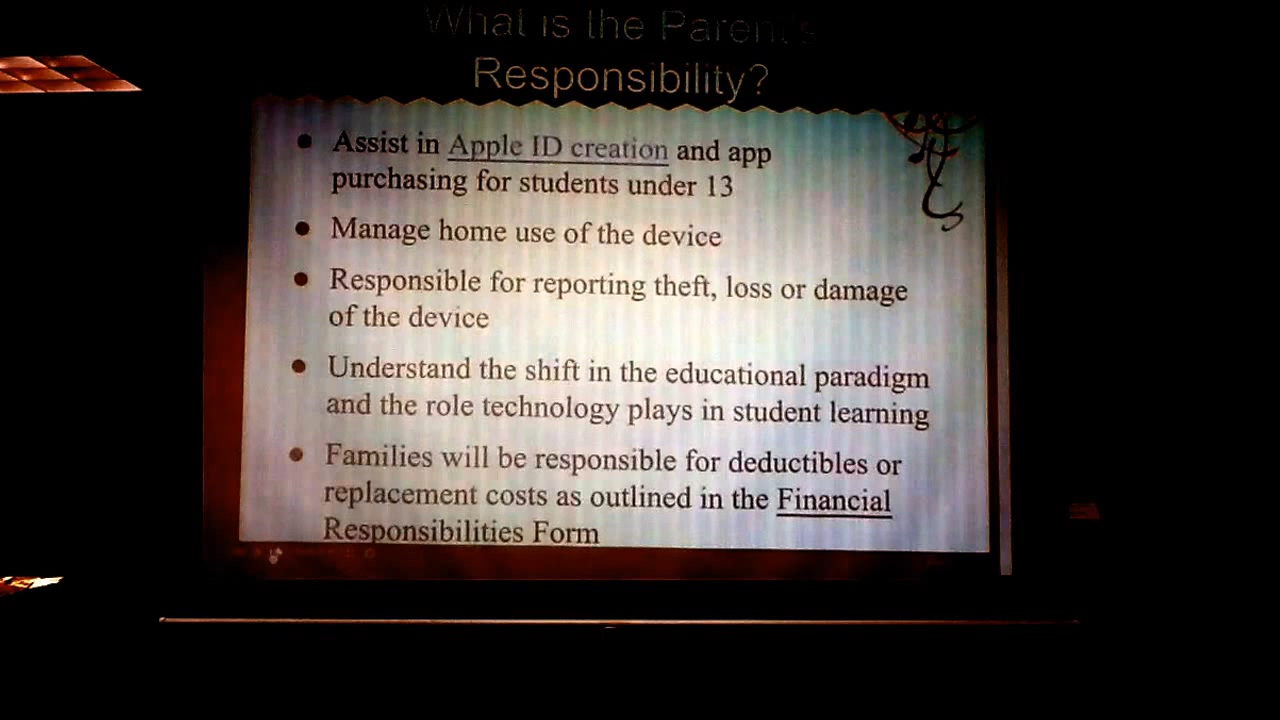 What is the Parent's
Responsibility?
• Assist in Apple ID creation and app
purchasing for students under 13
• Manage home use of the device
• Responsible for reporting theft, loss or damage
of the device
• Understand the shift in the educational paradigm
and the role technology plays in student learning
• Families will be responsible for deductibles or
replacement costs as outlined in the Financial
Responsibilities Form